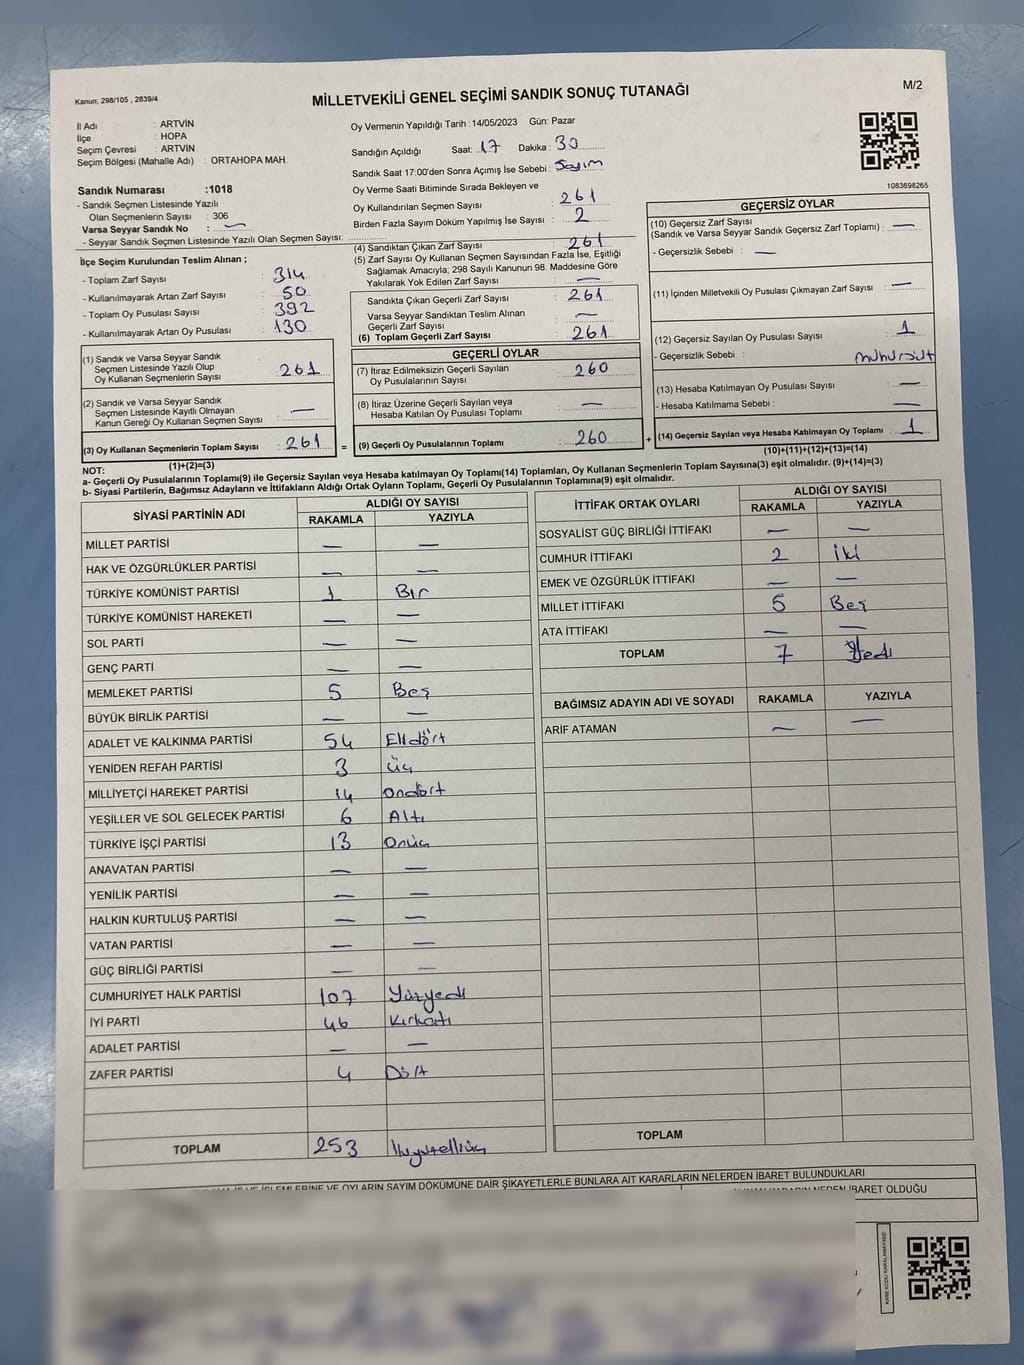 Kanun; 298/105 , 2839/4
MİLLETVEKİLİ GENEL SEÇİMİ SANDIK SONUÇ TUTANAĞI
M/2
İl Adı : ARTVİN
İlçe : HOPA
Seçim Çevresi : ARTVİN
Seçim Bölgesi (Mahalle Adı) : ORTAHOPA MAH.
Sandık Numarası :1018
- Sandık Seçmen Listesinde Yazılı
Olan Seçmenlerin Sayısı : 306
Varsa Seyyar Sandık No : —
- Seyyar Sandık Seçmen Listesinde Yazılı Olan Seçmen Sayısı:
Oy Vermenin Yapıldığı Tarih :14/05/2023 Gün: Pazar
Sandığın Açıldığı Saat: 17 Dakika : 30
Sandık Saat 17:00'den Sonra Açımış İse Sebebi : Sayım
Oy Verme Saati Bitiminde Sırada Bekleyen ve
Oy Kullandırılan Seçmen Sayısı : 261
Birden Fazla Sayım Döküm Yapılmış İse Sayısı : 2
1083698265
İlçe Seçim Kurulundan Teslim Alınan ;
- Toplam Zarf Sayısı : 314
- Kullanılmayarak Artan Zarf Sayısı : 50
- Toplam Oy Pusulası Sayısı : 392
- Kullanılmayarak Artan Oy Pusulası : 130
(1) Sandık ve Varsa Seyyar Sandık
Seçmen Listesinde Yazılı Olup
Oy Kullanan Seçmenlerin Sayısı : 261
(2) Sandık ve Varsa Seyyar Sandık
Seçmen Listesinde Kayıtlı Olmayan
Kanun Gereği Oy Kullanan Seçmen Sayısı : —
(3) Oy Kullanan Seçmenlerin Toplam Sayısı : 261 =
(1)+(2)=(3)
(4) Sandıktan Çıkan Zarf Sayısı : 261
(5) Zarf Sayısı Oy Kullanan Seçmen Sayısından Fazla İse, Eşitliği
Sağlamak Amacıyla; 298 Sayılı Kanunun 98. Maddesine Göre
Yakılarak Yok Edilen Zarf Sayısı : —
Sandıkta Çıkan Geçerli Zarf Sayısı : 261
Varsa Seyyar Sandıktan Teslim Alınan
Geçerli Zarf Sayısı : —
(6) Toplam Geçerli Zarf Sayısı : 261
GEÇERLİ OYLAR
(7) İtiraz Edilmeksizin Geçerli Sayılan
Oy Pusulalarının Sayısı : 260
(8) İtiraz Üzerine Geçerli Sayılan veya
Hesaba Katılan Oy Pusulası Toplamı : —
(9) Geçerli Oy Pusulalarının Toplamı : 260 +
GEÇERSİZ OYLAR
(10) Geçersiz Zarf Sayısı
(Sandık ve Varsa Seyyar Sandık Geçersiz Zarf Toplamı) : —
- Geçersizlik Sebebi : —
(11) İçinden Milletvekili Oy Pusulası Çıkmayan Zarf Sayısı : —
(12) Geçersiz Sayılan Oy Pusulası Sayısı : 1
- Geçersizlik Sebebi : mühürsüz
(13) Hesaba Katılmayan Oy Pusulası Sayısı : —
- Hesaba Katılmama Sebebi : —
(14) Geçersiz Sayılan veya Hesaba Katılmayan Oy Toplamı : 1
(10)+(11)+(12)+(13)=(14)
NOT:
a- Geçerli Oy Pusulalarının Toplamı(9) ile Geçersiz Sayılan veya Hesaba katılmayan Oy Toplamı(14) Toplamları, Oy Kullanan Seçmenlerin Toplam Sayısına(3) eşit olmalıdır. (9)+(14)=(3)
b- Siyasi Partilerin, Bağımsız Adayların ve İttifakların Aldığı Ortak Oyların Toplamı, Geçerli Oy Pusulalarının Toplamına(9) eşit olmalıdır.
SİYASİ PARTİNİN ADI ALDIĞI OY SAYISI
RAKAMLA YAZIYLA
MİLLET PARTİSİ — —
HAK VE ÖZGÜRLÜKLER PARTİSİ — —
TÜRKİYE KOMÜNİST PARTİSİ 1 Bir
TÜRKİYE KOMÜNİST HAREKETİ — —
SOL PARTİ — —
GENÇ PARTİ — —
MEMLEKET PARTİSİ 5 Beş
BÜYÜK BİRLİK PARTİSİ — —
ADALET VE KALKINMA PARTİSİ 54 Ellidört
YENİDEN REFAH PARTİSİ 3 Üç
MİLLİYETÇİ HAREKET PARTİSİ 14 Ondört
YEŞİLLER VE SOL GELECEK PARTİSİ 6 Altı
TÜRKİYE İŞÇİ PARTİSİ 13 Onüç
ANAVATAN PARTİSİ — —
YENİLİK PARTİSİ — —
HALKIN KURTULUŞ PARTİSİ — —
VATAN PARTİSİ — —
GÜÇ BİRLİĞİ PARTİSİ — —
CUMHURİYET HALK PARTİSİ 107 Yüzyedi
İYİ PARTİ 46 Kırkaltı
ADALET PARTİSİ — —
ZAFER PARTİSİ 4 Dört
TOPLAM 253 İkiyüzelliüç
İTTİFAK ORTAK OYLARI ALDIĞI OY SAYISI
RAKAMLA YAZIYLA
SOSYALİST GÜÇ BİRLİĞİ İTTİFAKI — —
CUMHUR İTTİFAKI 2 İki
EMEK VE ÖZGÜRLÜK İTTİFAKI — —
MİLLET İTTİFAKI 5 Beş
ATA İTTİFAKI — —
TOPLAM 7 Yedi
BAĞIMSIZ ADAYIN ADI VE SOYADI RAKAMLA YAZIYLA
ARİF ATAMAN — —
TOPLAM
İŞLEMLERİNE VE OYLARIN SAYIM DÖKÜMÜNE DAİR ŞİKAYETLERLE BUNLARA AİT KARARLARIN NELERDEN İBARET BULUNDUKLARI
KARARIN NEDEN İBARET OLDUĞU
KARE KODU KARALAMAYINIZ!